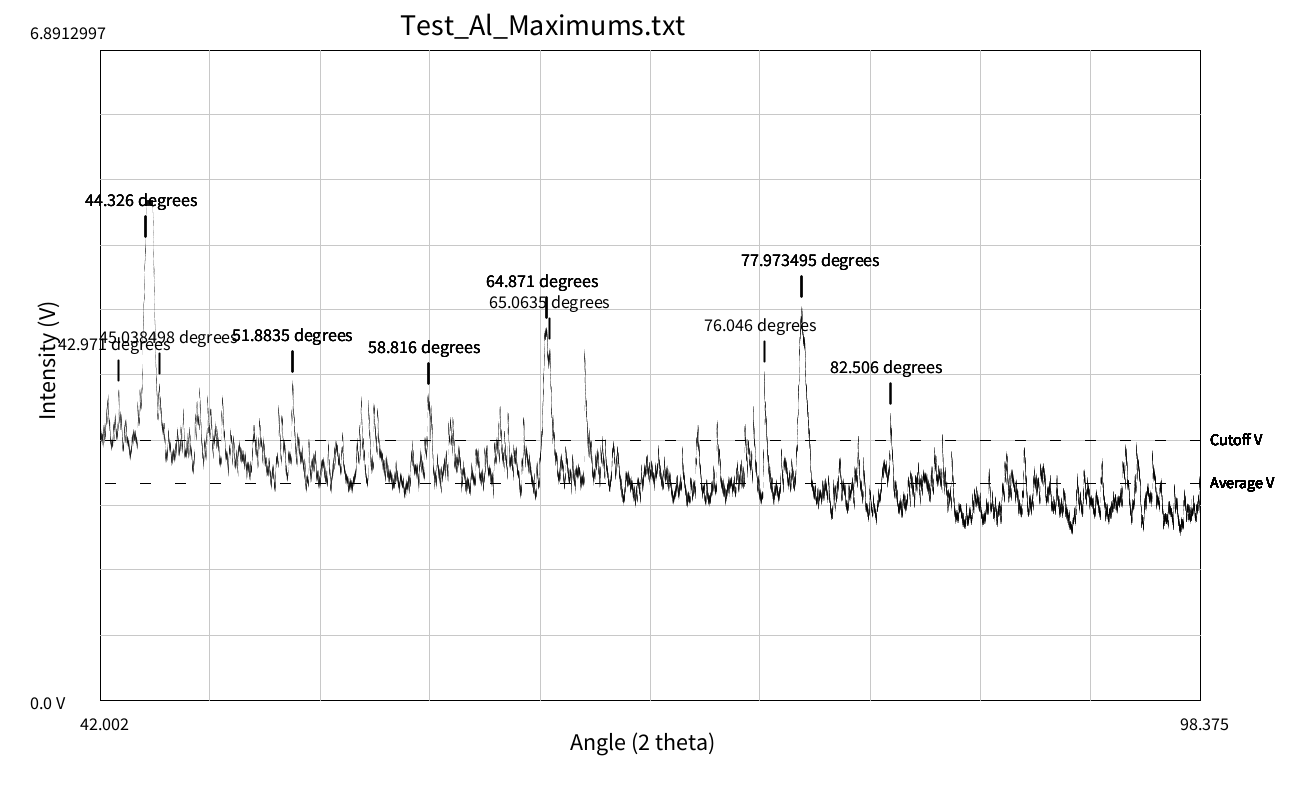 Test_Al_Maximums.txt
6.8912997
44.326 degrees
77.973495 degrees
64.871 degrees
65.0635 degrees
76.046 degrees
45.038498 degrees
51.8835 degrees
42.971 degrees
58.816 degrees
82.506 degrees
Intensity (V)
Cutoff V
Average V
0.0 V
42.002
98.375
Angle (2 theta)